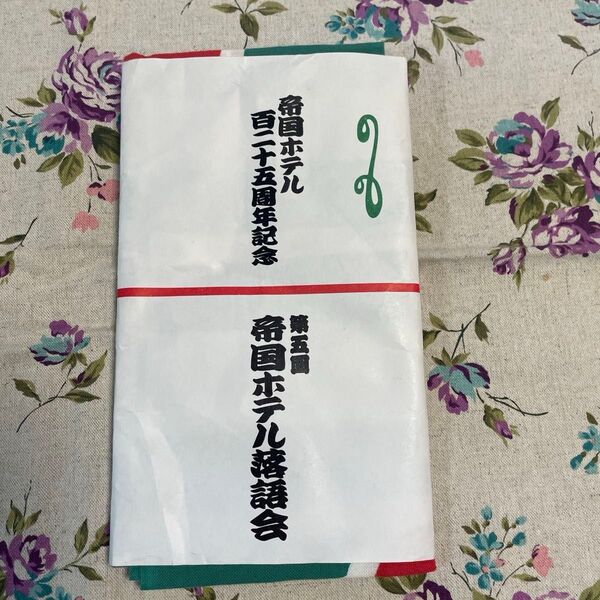 帝国ホテル
百二十五周年記念
第五回
帝国ホテル落語会